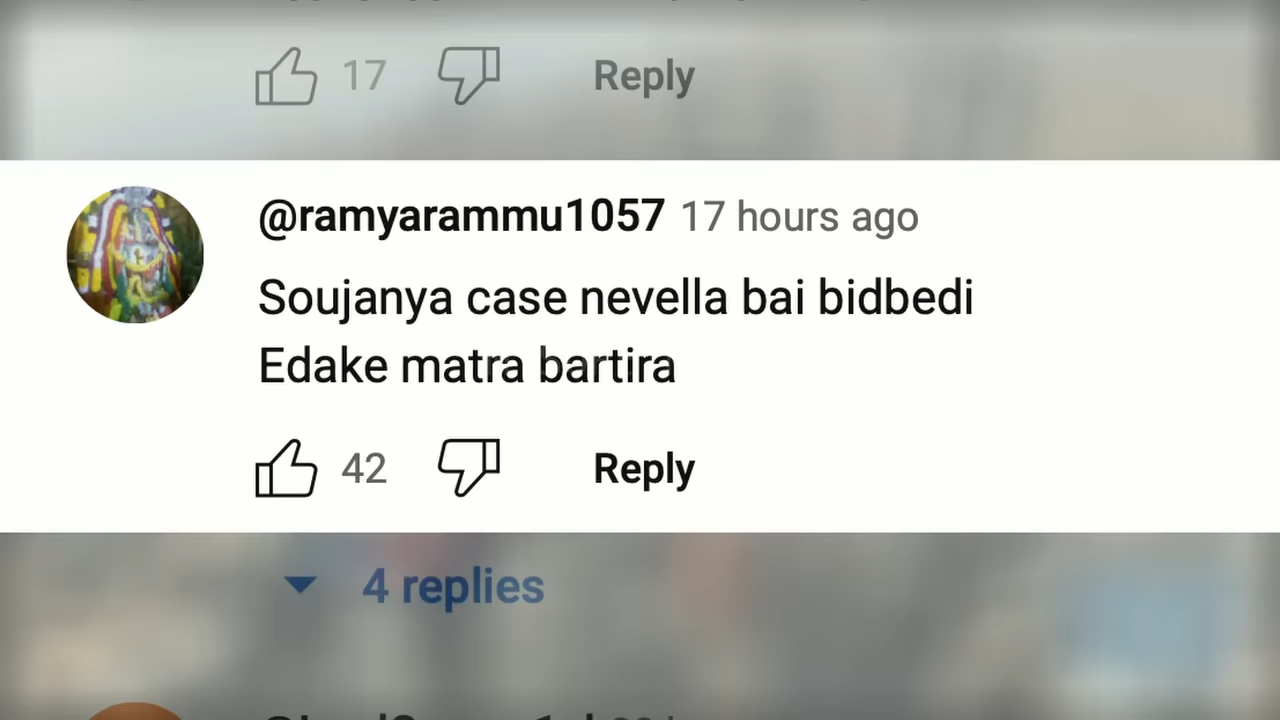 17 Reply
@ramyarammu1057 17 hours ago
Soujanya case nevella bai bidbedi
Edake matra bartira
42 Reply
4 replies